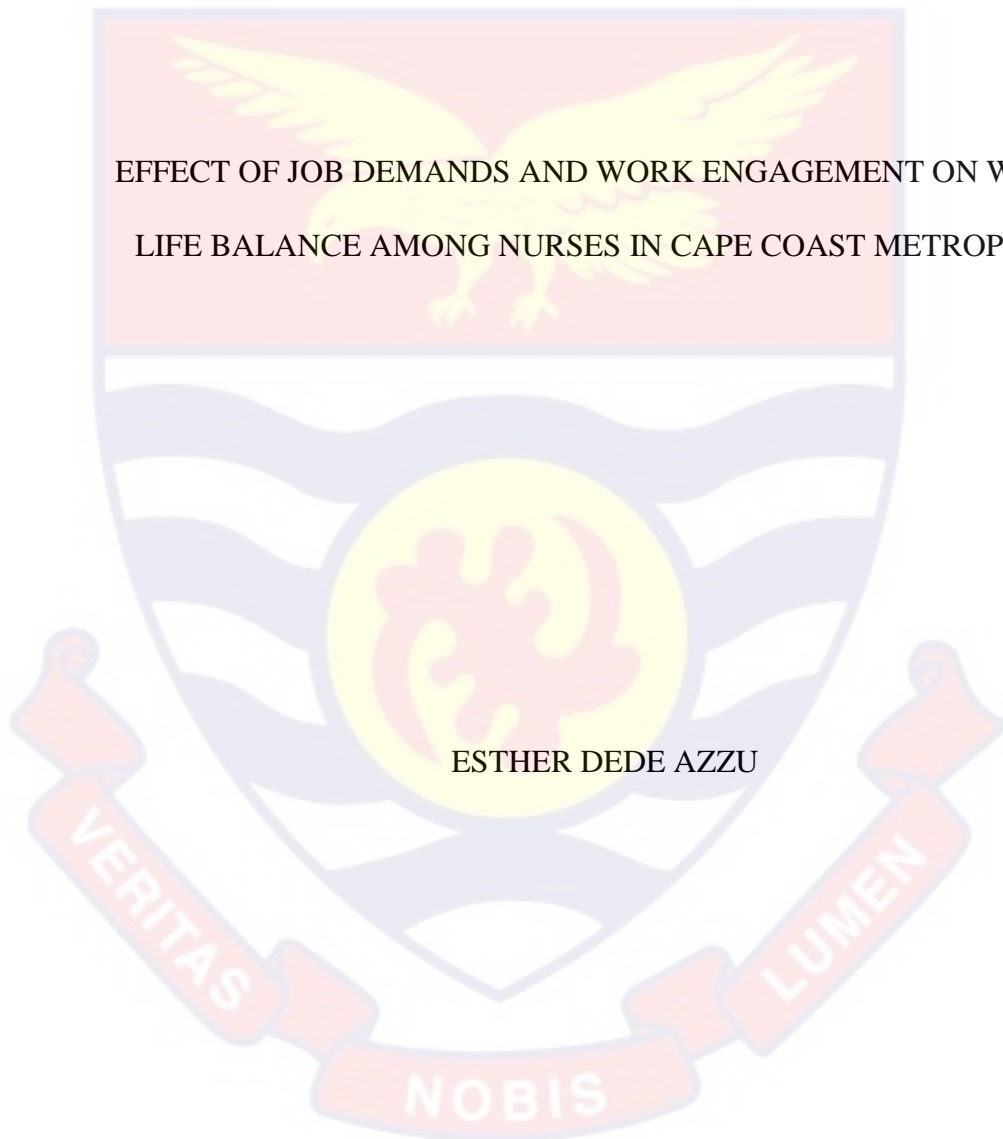 EFFECT OF JOB DEMANDS AND WORK ENGAGEMENT ON
LIFE BALANCE AMONG NURSES IN CAPE COAST
ESTHER DEDE AZZU
VERITAS
NOBIS
LUMEN